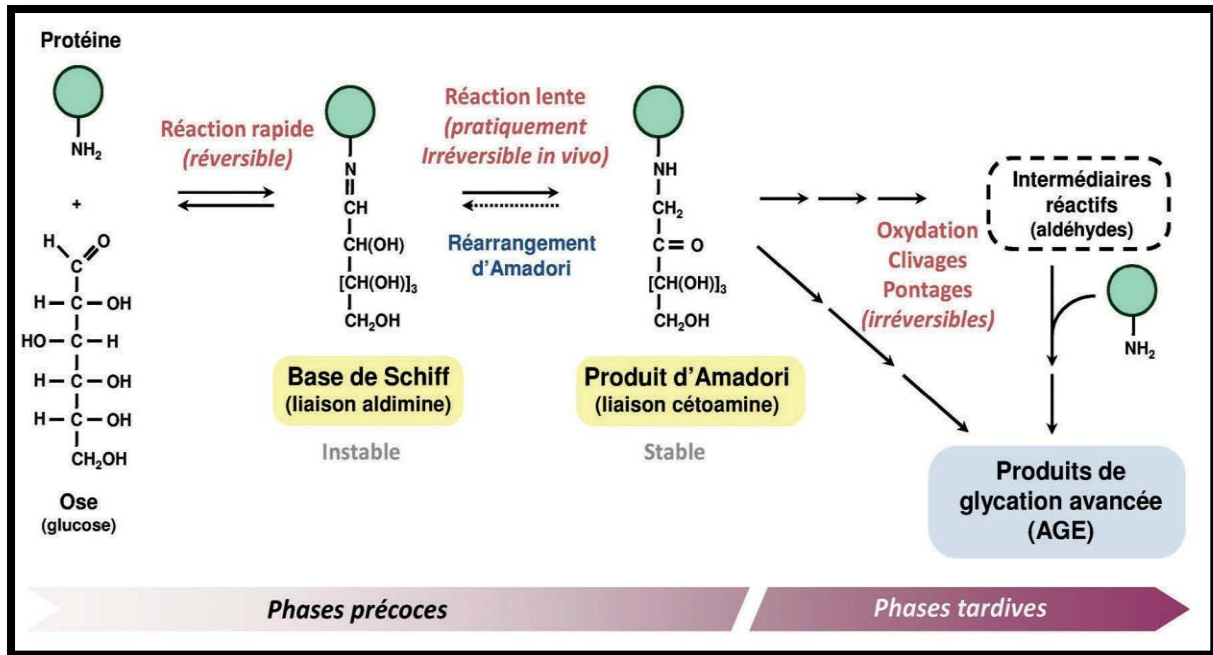 Protéine
NH2
+
H
O
C
H – C – OH
HO – C – H
H – C – OH
H – C – OH
CH2OH
Ose
(glucose)
Réaction rapide
(réversible)
N
CH
CH(OH)
[CH(OH)]3
CH2OH
Base de Schiff
(liaison aldimine)
Instable
Réaction lente
(pratiquement
Irréversible in vivo)
Réarrangement
d’Amadori
NH
CH2
C = O
[CH(OH)]3
CH2OH
Produit d’Amadori
(liaison cétoamine)
Stable
Oxydation
Clivages
Pontages
(irréversibles)
Intermédiaires
réactifs
(aldéhydes)
NH2
Produits de
glycation avancée
(AGE)
Phases précoces
Phases tardives